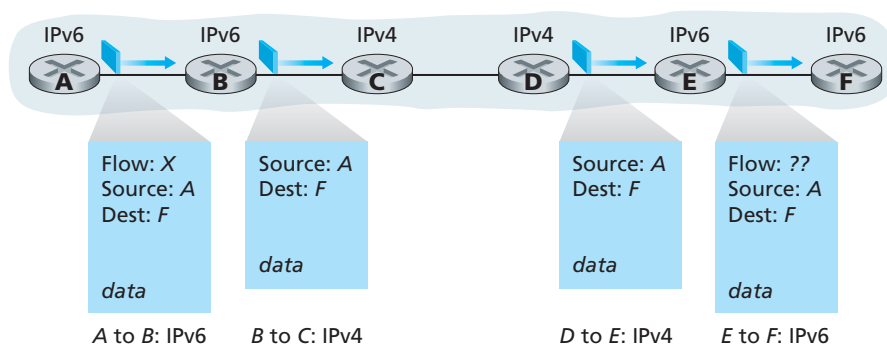 IPv6 IPv6 IPv4 IPv4 IPv6 IPv6
A B C D E F
Flow: X
Source: A
Dest: F
data
Source: A
Dest: F
data
Source: A
Dest: F
data
Flow: ??
Source: A
Dest: F
data
A to B: IPv6 B to C: IPv4 D to E: IPv4 E to F: IPv6